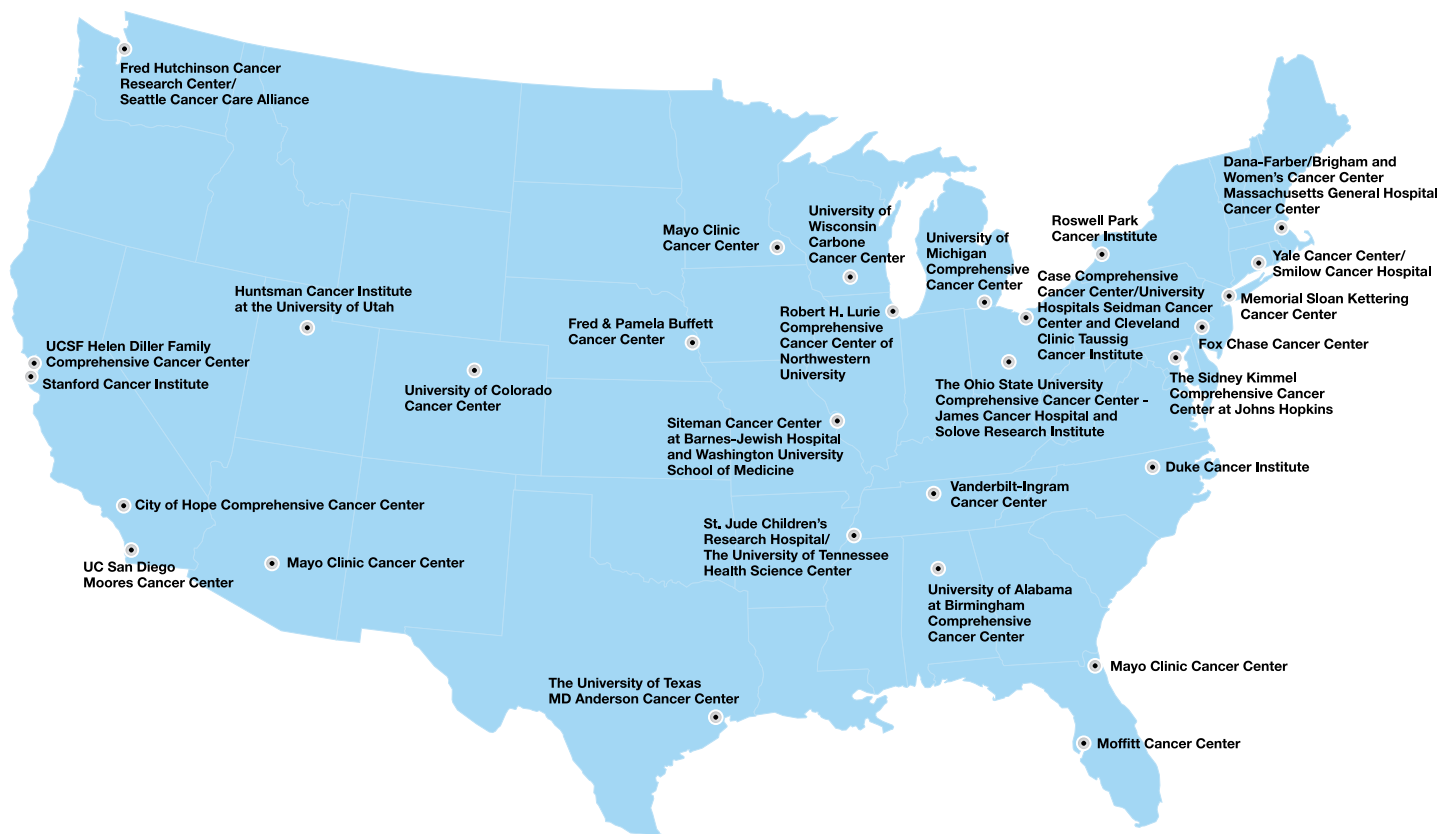 Fred Hutchinson Cancer
Research Center/
Seattle Cancer Care Alliance
Dana-Farber/Brigham and
Women's Cancer Center
Massachusetts General Hospital
Cancer Center
Mayo Clinic
Cancer Center
University of
Wisconsin
Carbone
Cancer Center
University of
Michigan
Comprehensive
Cancer Center
Roswell Park
Cancer Institute
Yale Cancer Center/
Smilow Cancer Hospital
Case Comprehensive
Cancer Center/University
Hospitals Seidman Cancer
Center and Cleveland
Clinic Taussig
Cancer Institute
Memorial Sloan Kettering
Cancer Center
Huntsman Cancer Institute
at the University of Utah
Fred & Pamela Buffett
Cancer Center
Robert H. Lurie
Comprehensive
Cancer Center of
Northwestern
University
Fox Chase Cancer Center
UCSF Helen Diller Family
Comprehensive Cancer Center
Stanford Cancer Institute
University of Colorado
Cancer Center
The Ohio State University
Comprehensive Cancer Center -
James Cancer Hospital and
Solove Research Institute
The Sidney Kimmel
Comprehensive Cancer
Center at Johns Hopkins
Siteman Cancer Center
at Barnes-Jewish Hospital
and Washington University
School of Medicine
Duke Cancer Institute
Vanderbilt-Ingram
Cancer Center
City of Hope Comprehensive Cancer Center
St. Jude Children's
Research Hospital/
The University of Tennessee
Health Science Center
UC San Diego
Moores Cancer Center
Mayo Clinic Cancer Center
University of Alabama
at Birmingham
Comprehensive
Cancer Center
Mayo Clinic Cancer Center
The University of Texas
MD Anderson Cancer Center
Moffitt Cancer Center